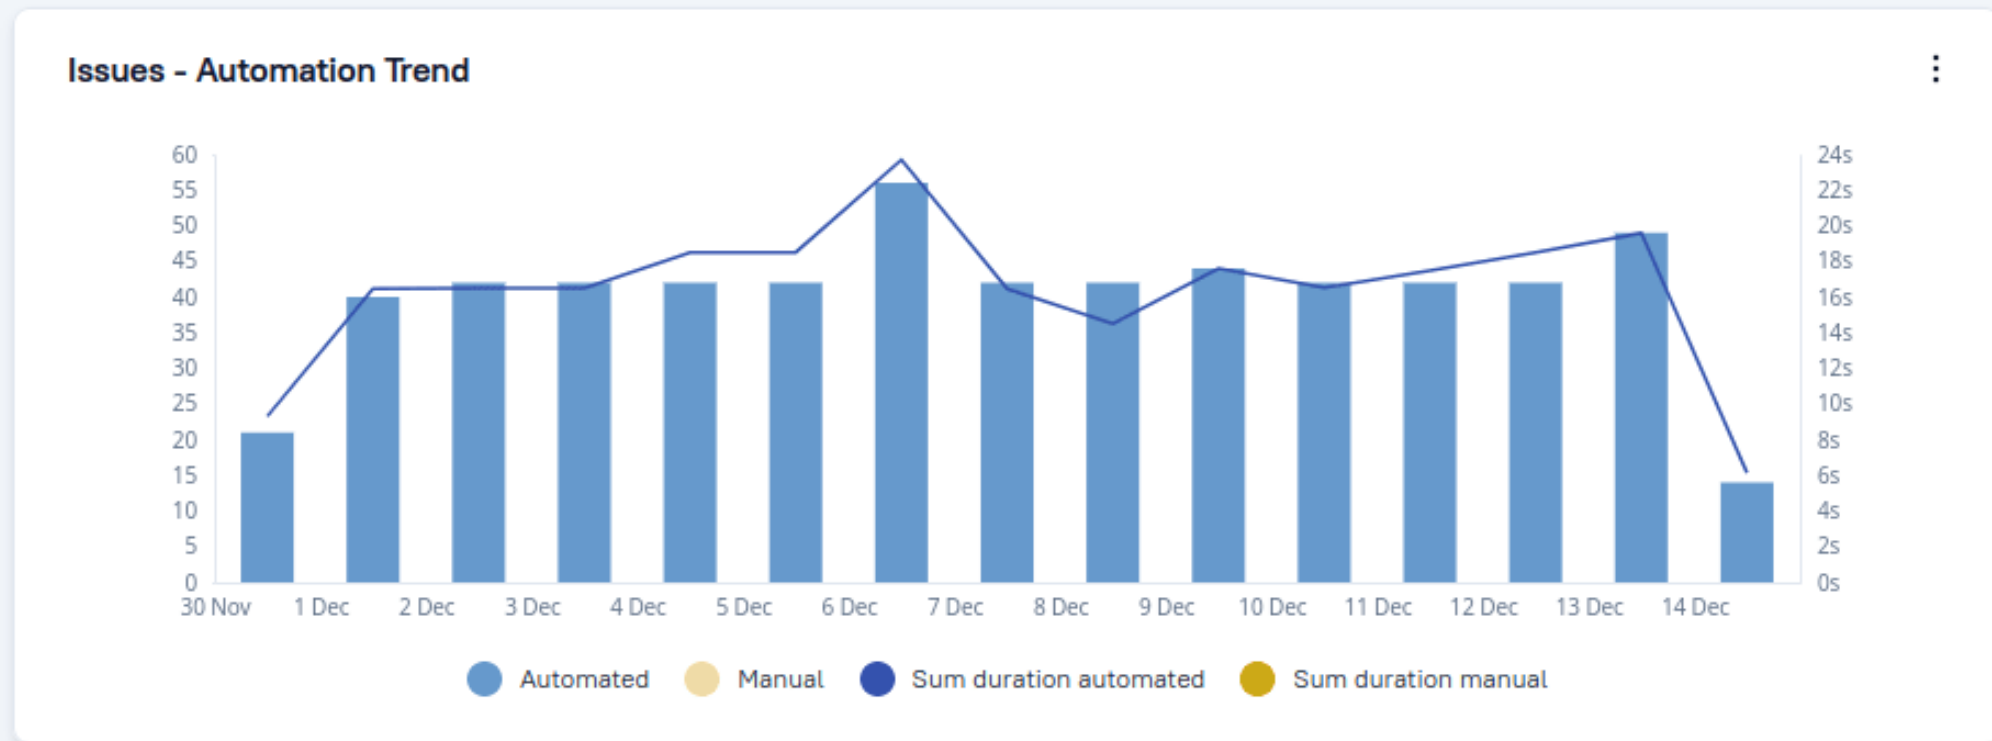 Issues - Automation Trend
60
55
50
45
40
35
30
25
20
15
10
5
0
24s
22s
20s
18s
16s
14s
12s
10s
8s
6s
4s
2s
0s
30 Nov 1 Dec 2 Dec 3 Dec 4 Dec 5 Dec 6 Dec 7 Dec 8 Dec 9 Dec 10 Dec 11 Dec 12 Dec 13 Dec 14 Dec
Automated Manual Sum duration automated Sum duration manual